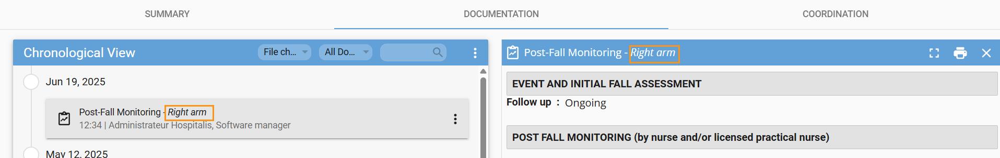 SUMMARY
DOCUMENTATION
COORDINATION
Chronological View
File ch...
All Do...
Jun 19, 2025
Post-Fall Monitoring - Right arm
12:34 | Administrateur Hospitalis, Software manager
May 12, 2025
Post-Fall Monitoring - Right arm
EVENT AND INITIAL FALL ASSESSMENT
Follow up : Ongoing
POST FALL MONITORING (by nurse and/or licensed practical nurse)